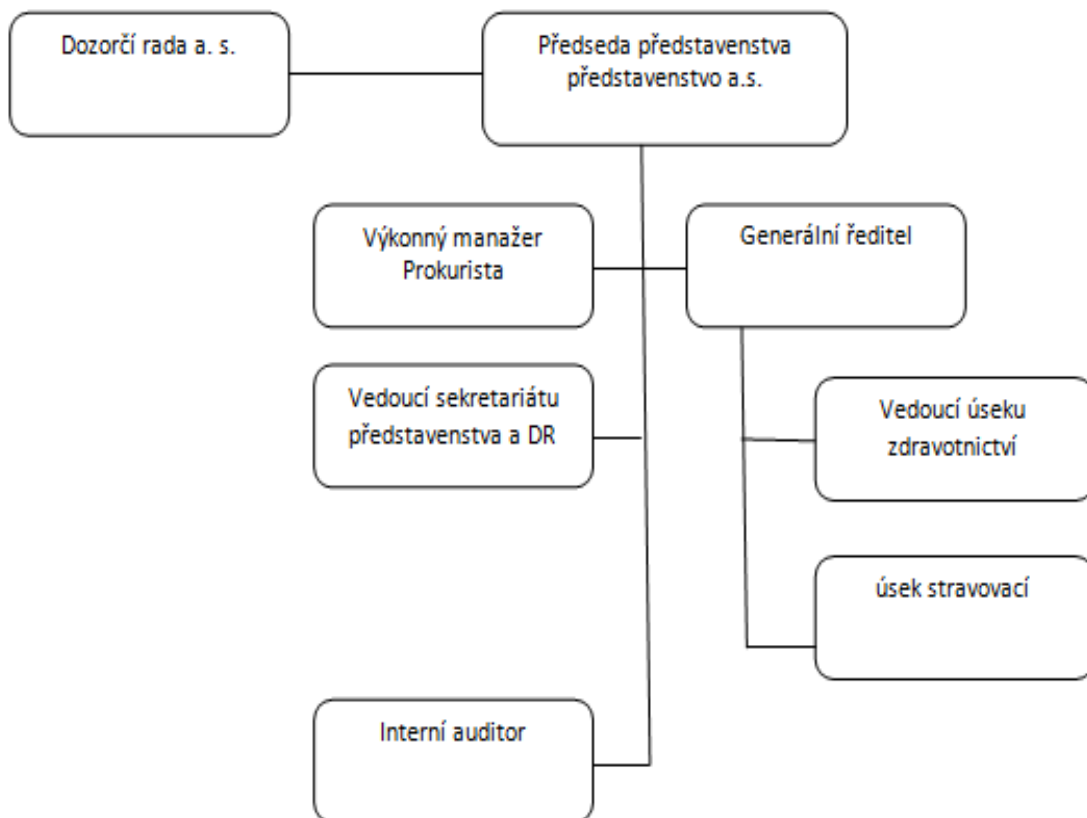 Dozorčí rada a. s.
Předseda představenstva
představenstvo a.s.
Výkonný manažer
Prokurista
Generální ředitel
Vedoucí sekretariátu
představenstva a DR
Vedoucí úseku
zdravotnictví
úsek stravovací
Interní auditor